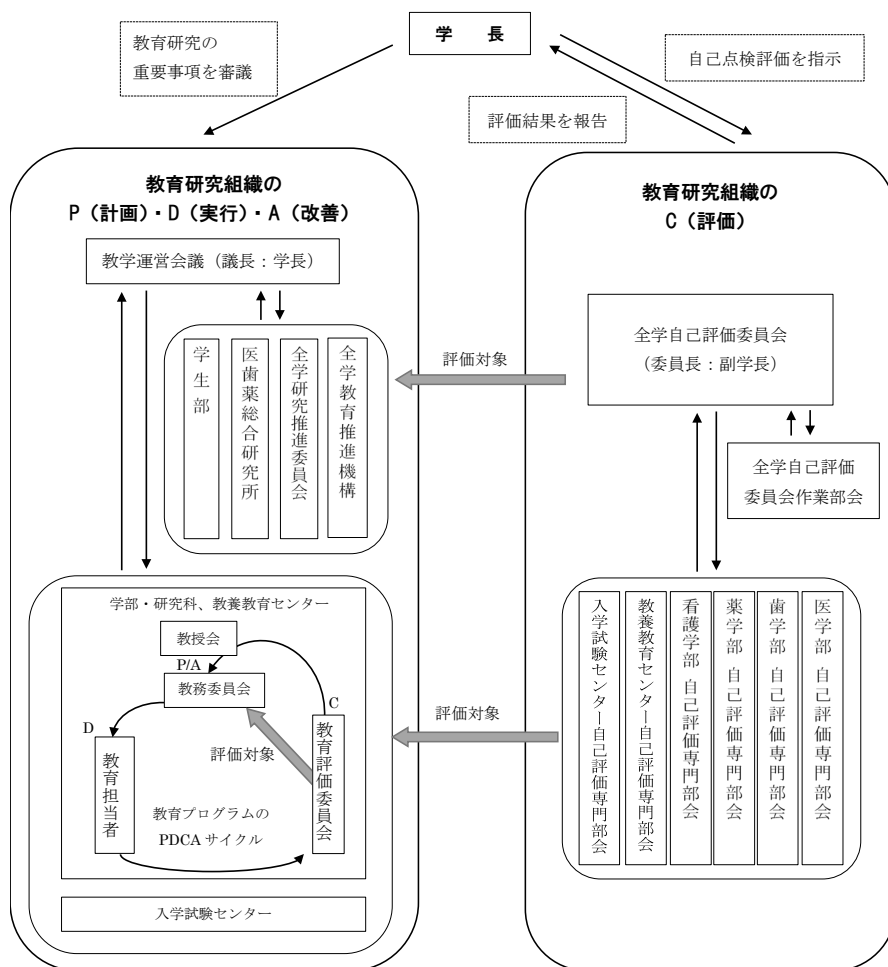 学　長
教育研究の
重要事項を審議
自己点検評価を指示
評価結果を報告
教育研究組織の
P（計画）・D（実行）・A（改善）
教学運営会議（議長：学長）
学生部
医歯薬総合研究所
全学研究推進委員会
全学教育推進機構
学部・研究科、教養教育センター
教授会
P/A
教務委員会
C
D
評価対象
教育担当者
教育評価委員会
教育プログラムの
PDCAサイクル
入学試験センター
評価対象
評価対象
教育研究組織の
C（評価）
全学自己評価委員会
（委員長：副学長）
全学自己評価
委員会作業部会
入学試験センター自己評価専門部会
教養教育センター自己評価専門部会
看護学部 自己評価専門部会
薬学部 自己評価専門部会
歯学部 自己評価専門部会
医学部 自己評価専門部会